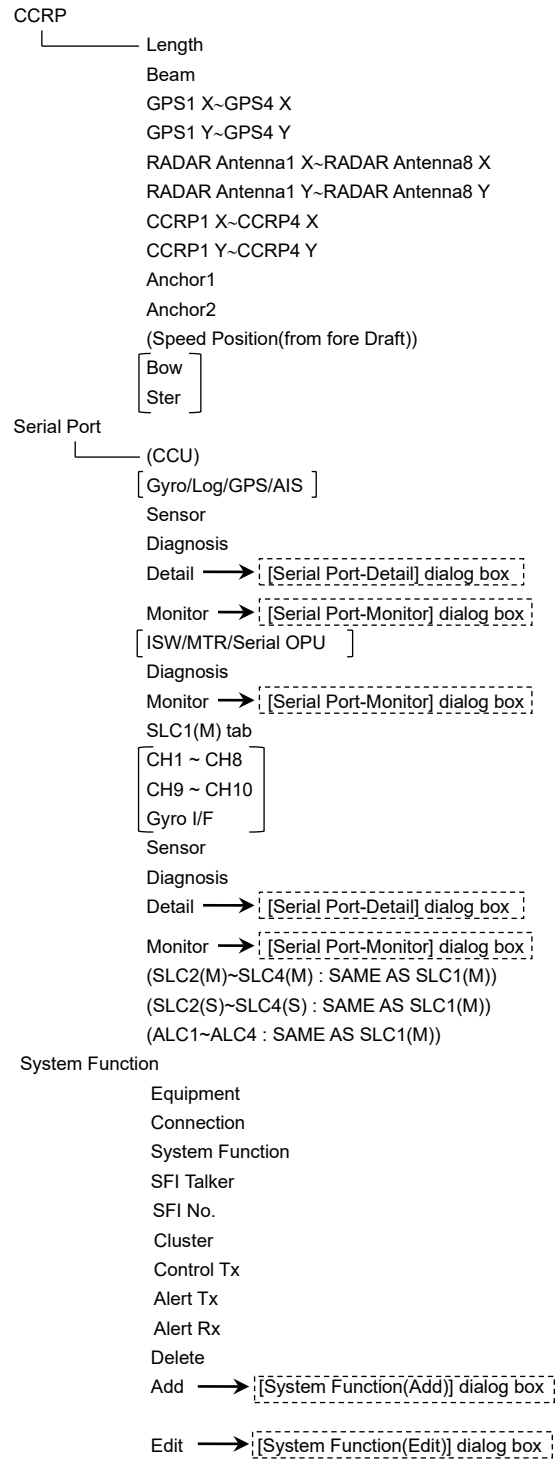 CCRP
Length
Beam
GPS1 X~GPS4 X
GPS1 Y~GPS4 Y
RADAR Antenna1 X~RADAR Antenna8 X
RADAR Antenna1 Y~RADAR Antenna8 Y
CCRP1 X~CCRP4 X
CCRP1 Y~CCRP4 Y
Anchor1
Anchor2
(Speed Position(from fore Draft))
Bow
Ster
Serial Port
(CCU)
[Gyro/Log/GPS/AIS ]
Sensor
Diagnosis
Detail → [Serial Port-Detail] dialog box
Monitor → [Serial Port-Monitor] dialog box
[ISW/MTR/Serial OPU ]
Diagnosis
Monitor → [Serial Port-Monitor] dialog box
SLC1(M) tab
CH1 ~ CH8
CH9 ~ CH10
Gyro I/F
Sensor
Diagnosis
Detail → [Serial Port-Detail] dialog box
Monitor → [Serial Port-Monitor] dialog box
(SLC2(M)~SLC4(M) : SAME AS SLC1(M))
(SLC2(S)~SLC4(S) : SAME AS SLC1(M))
(ALC1~ALC4 : SAME AS SLC1(M))
System Function
Equipment
Connection
System Function
SFI Talker
SFI No.
Cluster
Control Tx
Alert Tx
Alert Rx
Delete
Add → [System Function(Add)] dialog box
Edit → [System Function(Edit)] dialog box